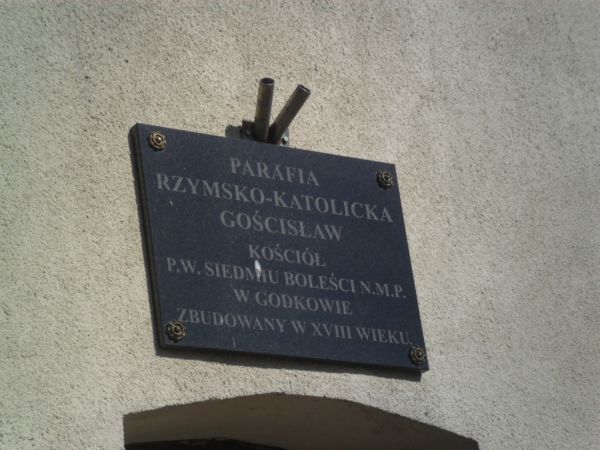 PARAFIA
RZYMSKO-KATOLICKA
GOŚCISŁAW
KOŚCIÓŁ
P.W. SIEDMIU BOLEŚCI N.M.P.
W GODKOWIE
ZBUDOWANY W XVIII WIEKU